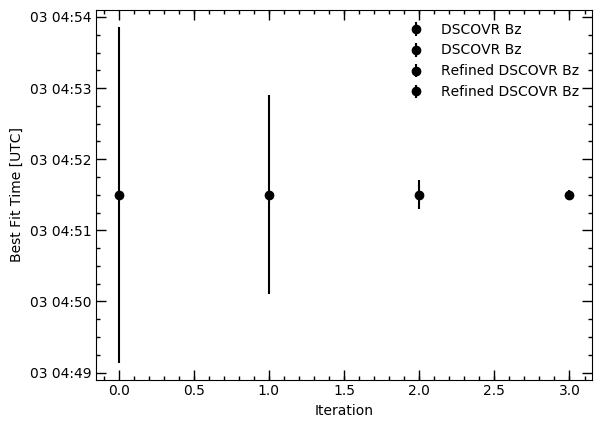 03 04:54
03 04:53
03 04:52
03 04:51
03 04:50
03 04:49
Best Fit Time [UTC]
DSCOVR Bz
DSCOVR Bz
Refined DSCOVR Bz
Refined DSCOVR Bz
0.0 0.5 1.0 1.5 2.0 2.5 3.0
Iteration